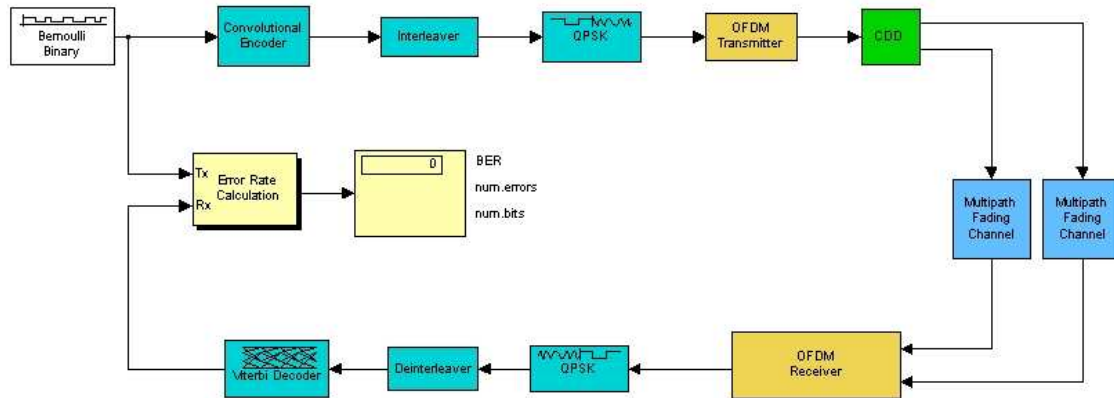 Bernoulli
Binary
Convolutional
Encoder
Interleaver
QPSK
OFDM
Transmitter
CDD
Tx
Rx
Error Rate
Calculation
0
BER
num.errors
num.bits
Multipath
Fading
Channel
Multipath
Fading
Channel
Viterbi Decoder
Deinterleaver
QPSK
OFDM
Receiver